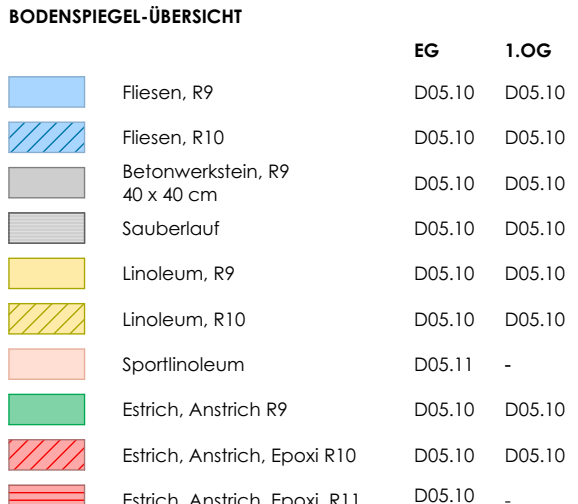 BODENSPIEGEL-ÜBERSICHT
EG 1.OG
Fliesen, R9 D05.10 D05.10
Fliesen, R10 D05.10 D05.10
Betonwerkstein, R9
40 x 40 cm D05.10 D05.10
Sauberlauf D05.10 D05.10
Linoleum, R9 D05.10 D05.10
Linoleum, R10 D05.10 D05.10
Sportlinoleum D05.11 -
Estrich, Anstrich R9 D05.10 D05.10
Estrich, Anstrich, Epoxi R10 D05.10 D05.10
Estrich, Anstrich, Epoxi, R11 D05.10 -